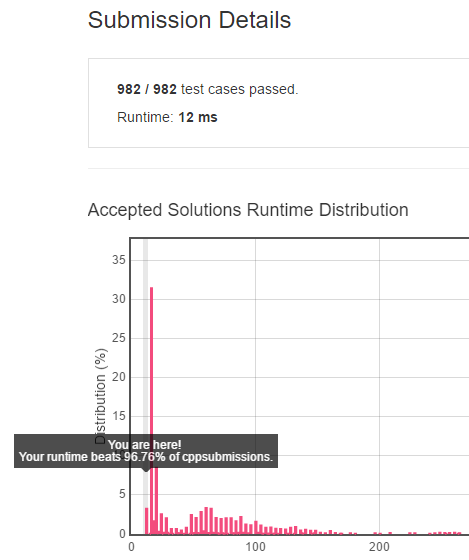 Submission Details
982 / 982 test cases passed.
Runtime: 12 ms
Accepted Solutions Runtime Distribution
35
30
25
20
15
5
0
Distribution (%)
You are here!
Your runtime beats 96.76% of cppsubmissions.
0
100
200